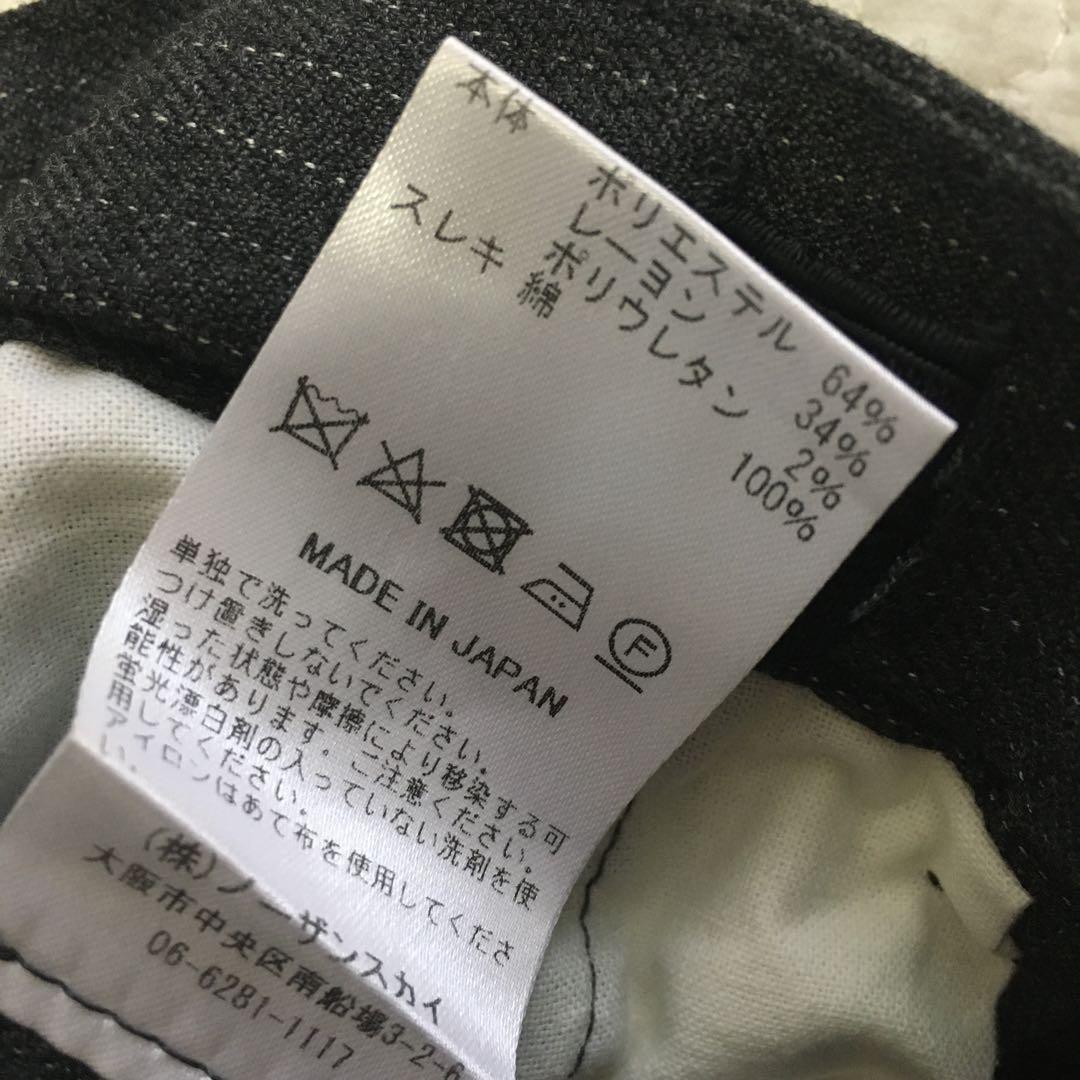 本体 ポリエステル 64%
レーヨン 34%
ポリウレタン 2%
スレキ 綿 100%
F
MADE IN JAPAN
単独で洗ってください。
つけ置きしないでください。
湿った状態や摩擦により移染する可
能性があります。ご注意ください。
蛍光漂白剤の入っていない洗剤を使
用してください。
アイロンはあて布を使用してくださ
い。
(株)ノーザンスカイ
大阪市中央区南船場3-2-6
06-6281-1117